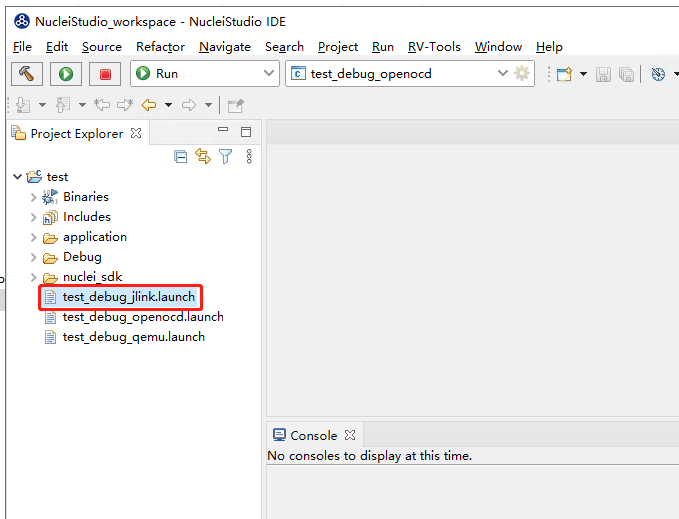 NucleiStudio_workspace - NucleiStudio IDE
File Edit Source Refactor Navigate Search Project Run RV-Tools Window Help
Run test_debug_openocd
Project Explorer
test
Binaries
Includes
application
Debug
nuclei_sdk
test_debug_jlink.launch
test_debug_openocd.launch
test_debug_qemu.launch
Console
No consoles to display at this time.